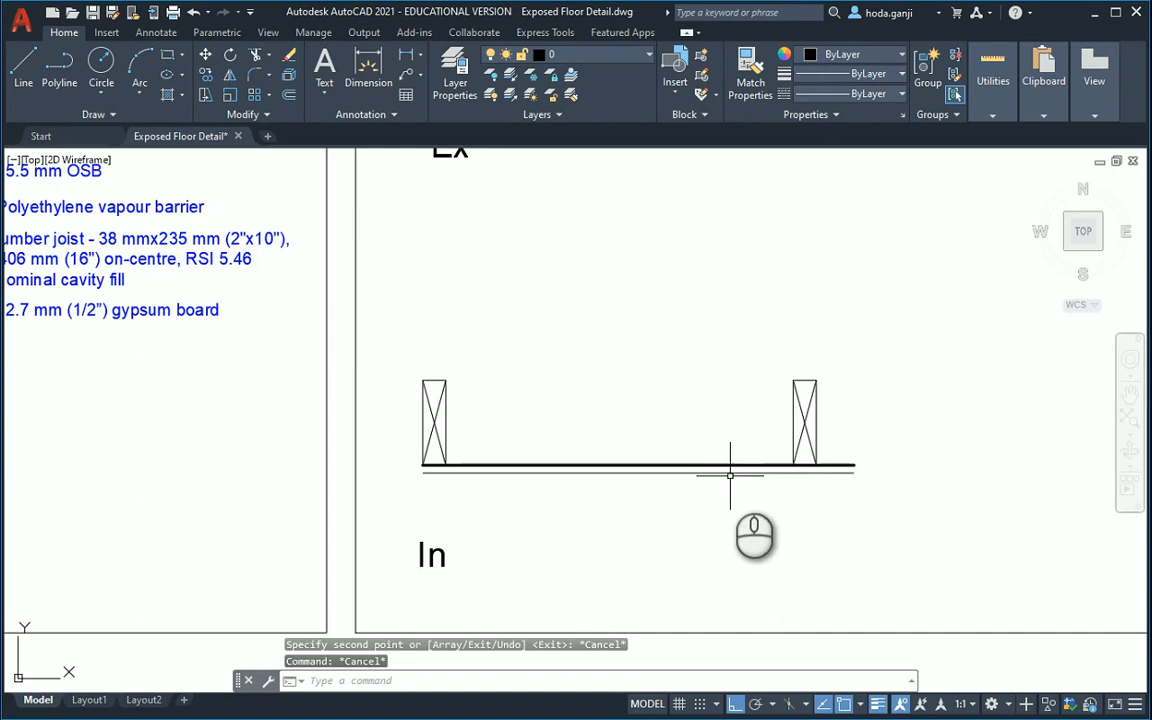 Autodesk AutoCAD 2021 - EDUCATIONAL VERSION Exposed Floor Detail.dwg
Type a keyword or phrase
hoda.ganji
Home Insert Annotate Parametric View Manage Output Add-ins Collaborate Express Tools Featured Apps
0
ByLayer
Line Polyline Circle Arc Text Dimension Layer Properties Insert Match Properties ByLayer Group Utilities Clipboard View
ByLayer
Draw Modify Annotation Layers Block Properties Groups
Start Exposed Floor Detail* +
[−][Top][2D Wireframe]
Ex
5.5 mm OSB
Polyethylene vapour barrier
umber joist - 38 mmx235 mm (2"x10"),
406 mm (16") on-centre, RSI 5.46
ominal cavity fill
2.7 mm (1/2”) gypsum board
N
W TOP E
S
WCS
In
Y
X
Specify second point or [Array/Exit/Undo] <Exit>: *Cancel*
Command: *Cancel*
Type a command
Model Layout1 Layout2 +
MODEL 1:1